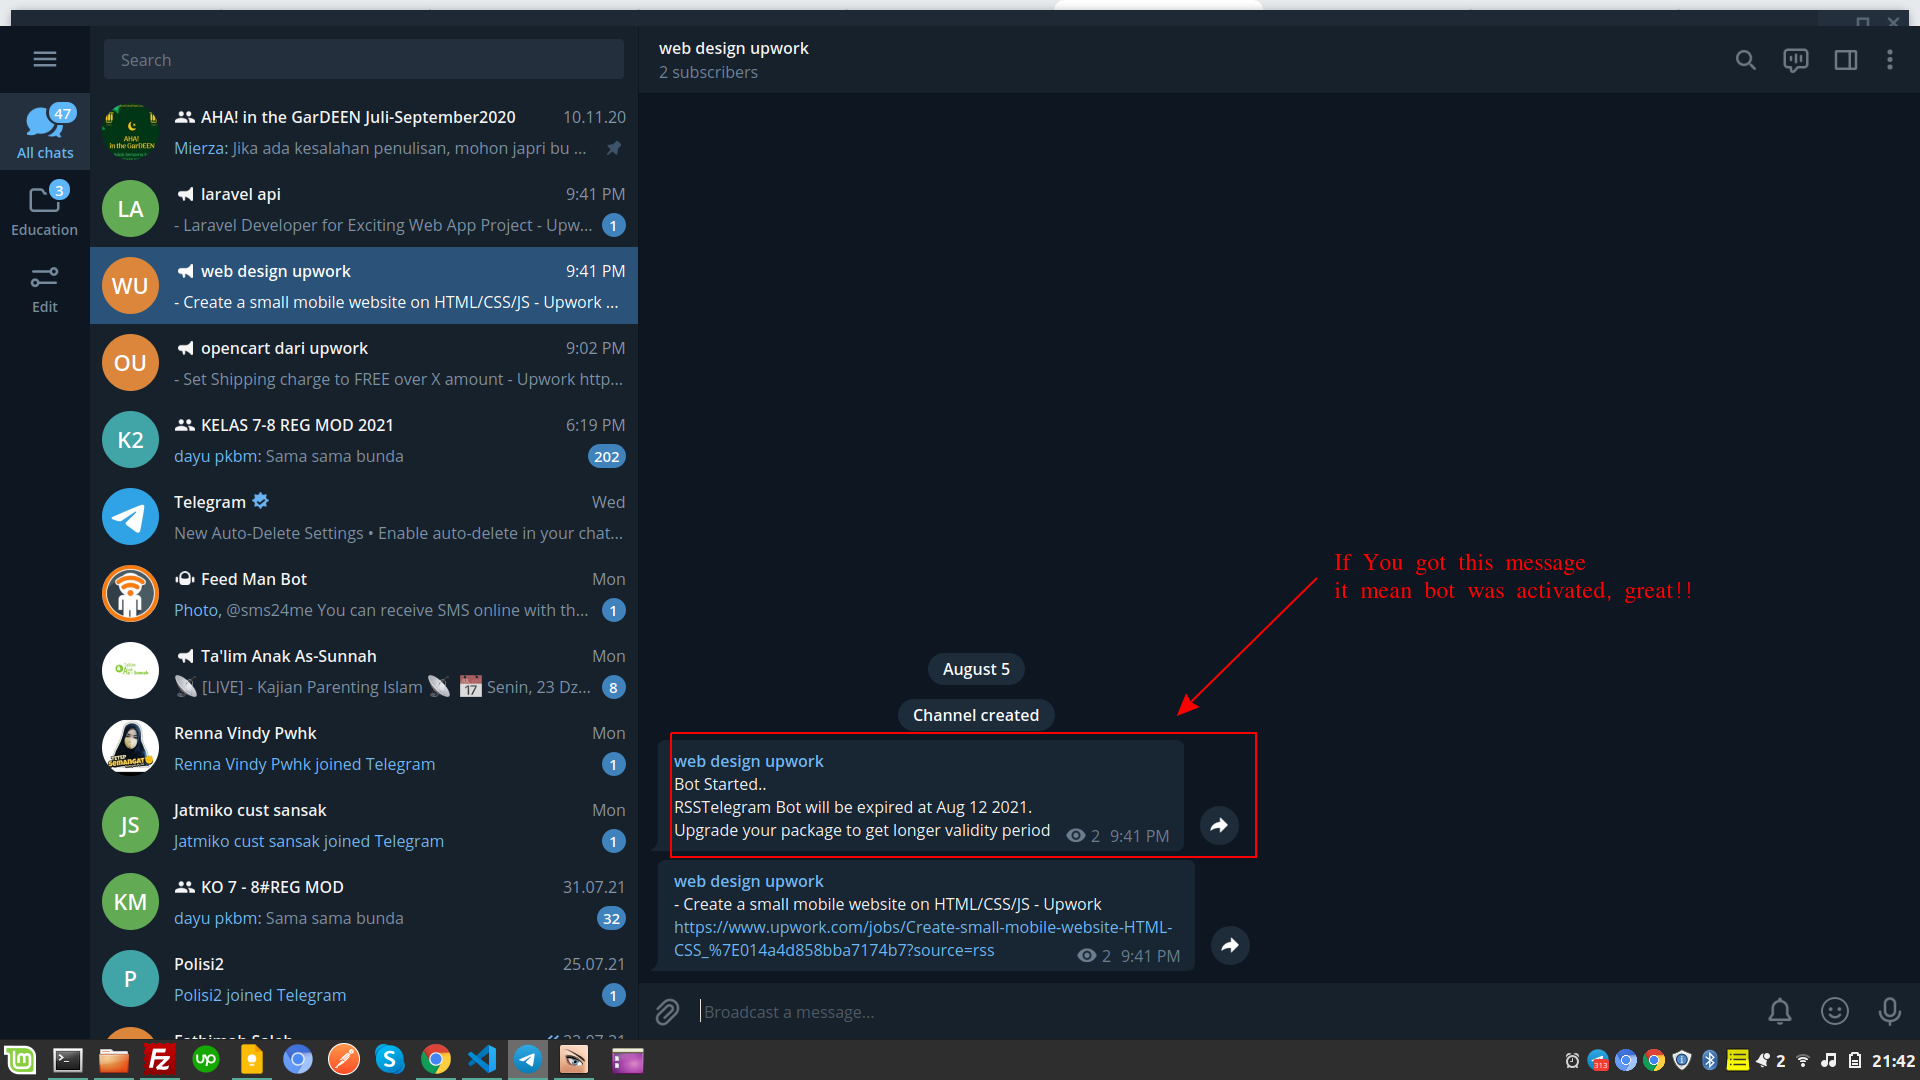 Search
47
All chats
3
Education
Edit
AHA! in the GarDEEN Juli-September2020 10.11.20
Mierza: Jika ada kesalahan penulisan, mohon japri bu ...
LA
laravel api 9:41 PM
- Laravel Developer for Exciting Web App Project - Upw... 1
WU
web design upwork 9:41 PM
- Create a small mobile website on HTML/CSS/JS - Upwork ...
OU
opencart dari upwork 9:02 PM
- Set Shipping charge to FREE over X amount - Upwork http...
K2
KELAS 7-8 REG MOD 2021 6:19 PM
dayu pkbm: Sama sama bunda 202
Telegram Wed
New Auto-Delete Settings • Enable auto-delete in your chat...
Feed Man Bot Mon
Photo, @sms24me You can receive SMS online with th... 1
Ta'lim Anak As-Sunnah Mon
[LIVE] - Kajian Parenting Islam 17 Senin, 23 Dz... 8
Renna Vindy Pwhk Mon
Renna Vindy Pwhk joined Telegram 1
JS
Jatmiko cust sansak Mon
Jatmiko cust sansak joined Telegram 1
KM
KO 7 - 8#REG MOD 31.07.21
dayu pkbm: Sama sama bunda 32
P
Polisi2 25.07.21
Polisi2 joined Telegram 1
web design upwork
2 subscribers
If You got this message
it mean bot was activated, great!!
August 5
Channel created
web design upwork
Bot Started..
RSSTelegram Bot will be expired at Aug 12 2021.
Upgrade your package to get longer validity period 2 9:41 PM
web design upwork
- Create a small mobile website on HTML/CSS/JS - Upwork
https://www.upwork.com/jobs/Create-small-mobile-website-HTML-
CSS_%7E014a4d858bba7174b7?source=rss 2 9:41 PM
Broadcast a message...
313
2
21:42